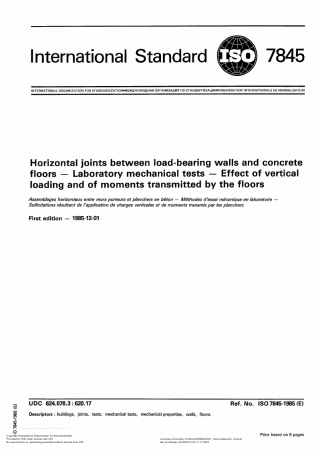 International Standard ISO 7845
INTERNATIONAL ORGANIZATION FOR STANDARDIZATION•МЕЖДУНАРОДНАЯ ОРГАНИЗАЦИЯ ПО СТАНДАРТИЗАЦИИ•ORGANISATION INTERNATIONALE DE NORMALISATION
Horizontal joints between load-bearing walls and concrete
floors — Laboratory mechanical tests — Effect of vertical
loading and of moments transmitted by the floors
Assemblages horizontaux entre murs porteurs et planchers en béton — Méthodes d'essai mécanique en laboratoire —
Sollicitations résultant de l'application de charges verticales et de moments transmis par les planchers
First edition — 1985-12-01
ISO 7845-1985 (E)
UDC 624.078.3 : 620.17
Ref. No. ISO 7845-1985 (E)
Descriptors : buildings, joints, tests, mechanical tests, mechanical properties, walls, floors.
Price based on 6 pages